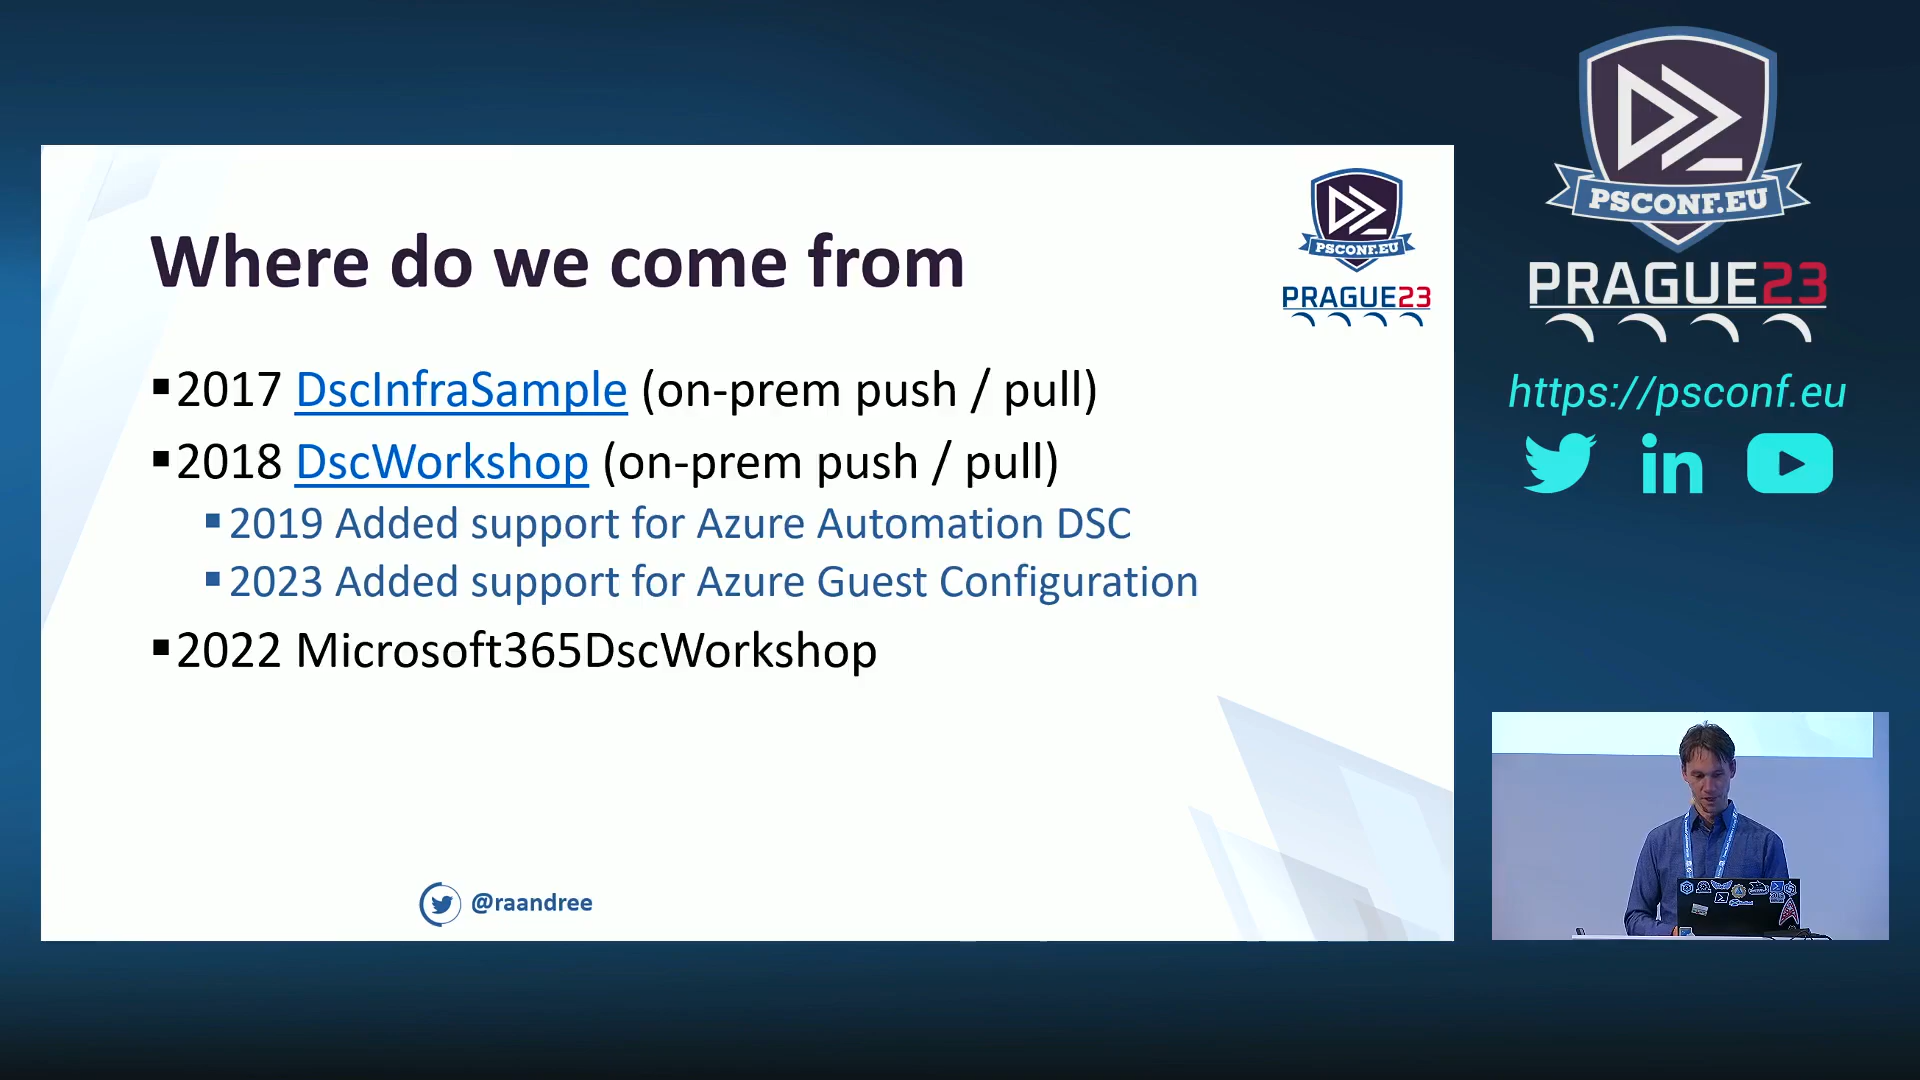 Where do we come from
PSCONF.EU
PRAGUE23
▪2017 DscInfraSample (on-prem push / pull)
▪2018 DscWorkshop (on-prem push / pull)
▪2019 Added support for Azure Automation DSC
▪2023 Added support for Azure Guest Configuration
▪2022 Microsoft365DscWorkshop
@raandree
PSCONF.EU
PRAGUE23
https://psconf.eu
in